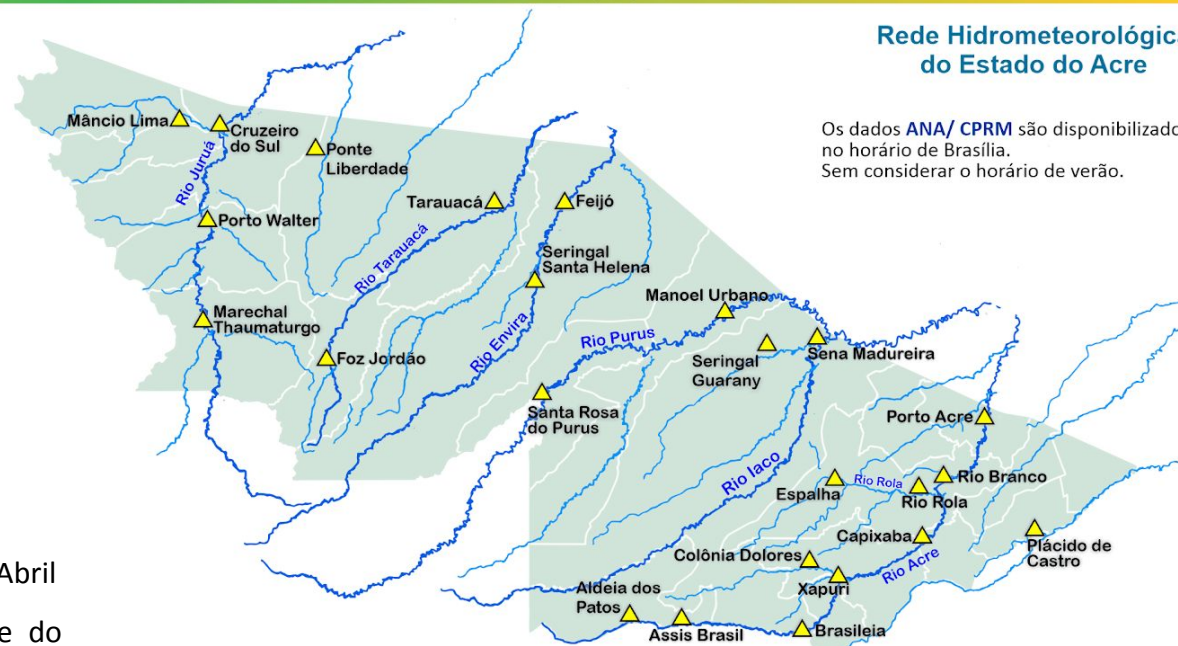 Rede Hidrometeorológica
do Estado do Acre
Os dados ANA/ CPRM são disponibilizado
no horário de Brasília.
Sem considerar o horário de verão.
Mâncio Lima
Cruzeiro
do Sul
Ponte
Liberdade
Rio Juruá
Porto Walter
Tarauacá
Feijó
Rio Tarauacá
Seringal
Santa Helena
Marechal
Thaumaturgo
Foz Jordão
Rio Envira
Manoel Urbano
Rio Purus
Seringal
Guarany
Sena Madureira
Santa Rosa
do Purus
Porto Acre
Rio Iaco
Espalha
Rio Rola
Rio Rola
Rio Branco
Capixaba
Plácido de
Castro
Colônia Dolores
Rio Acre
Xapuri
Aldeia dos
Patos
Assis Brasil
Brasileia
Abril
e do